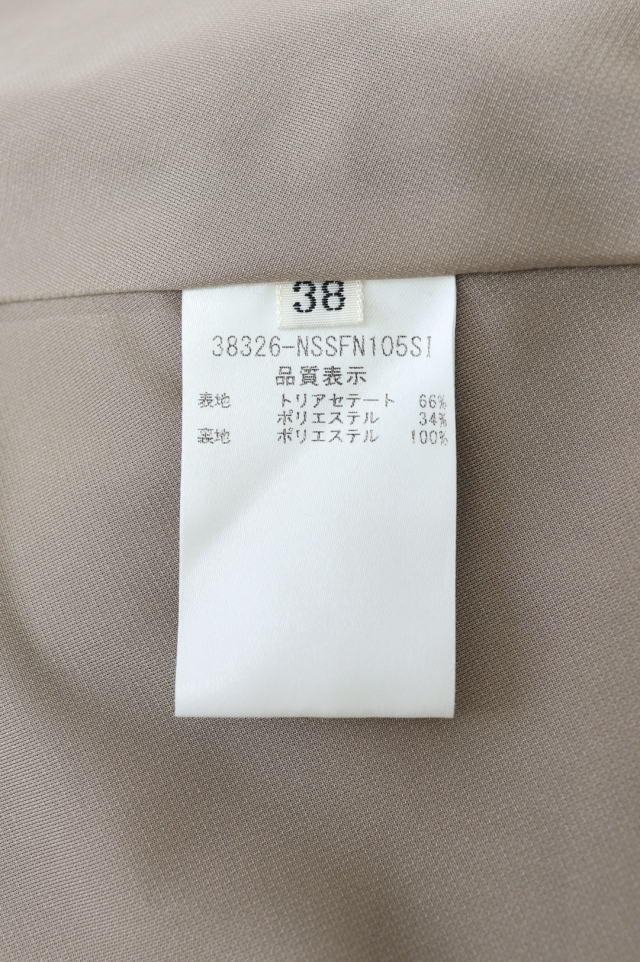 38
38326-NSSFN105SI
品質表示
表地 トリアセテート 66%
ポリエステル 34%
裏地 ポリエステル 100%